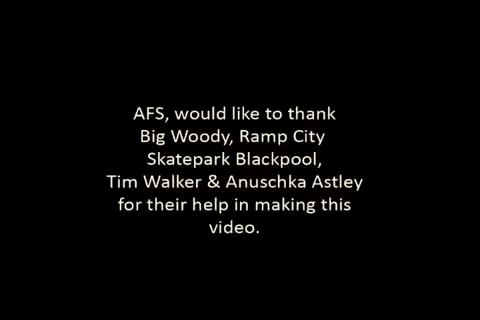 AFS, would like to thank
Big Woody, Ramp City
Skatepark Blackpool,
Tim Walker & Anuschka Astley
for their help in making this
video.